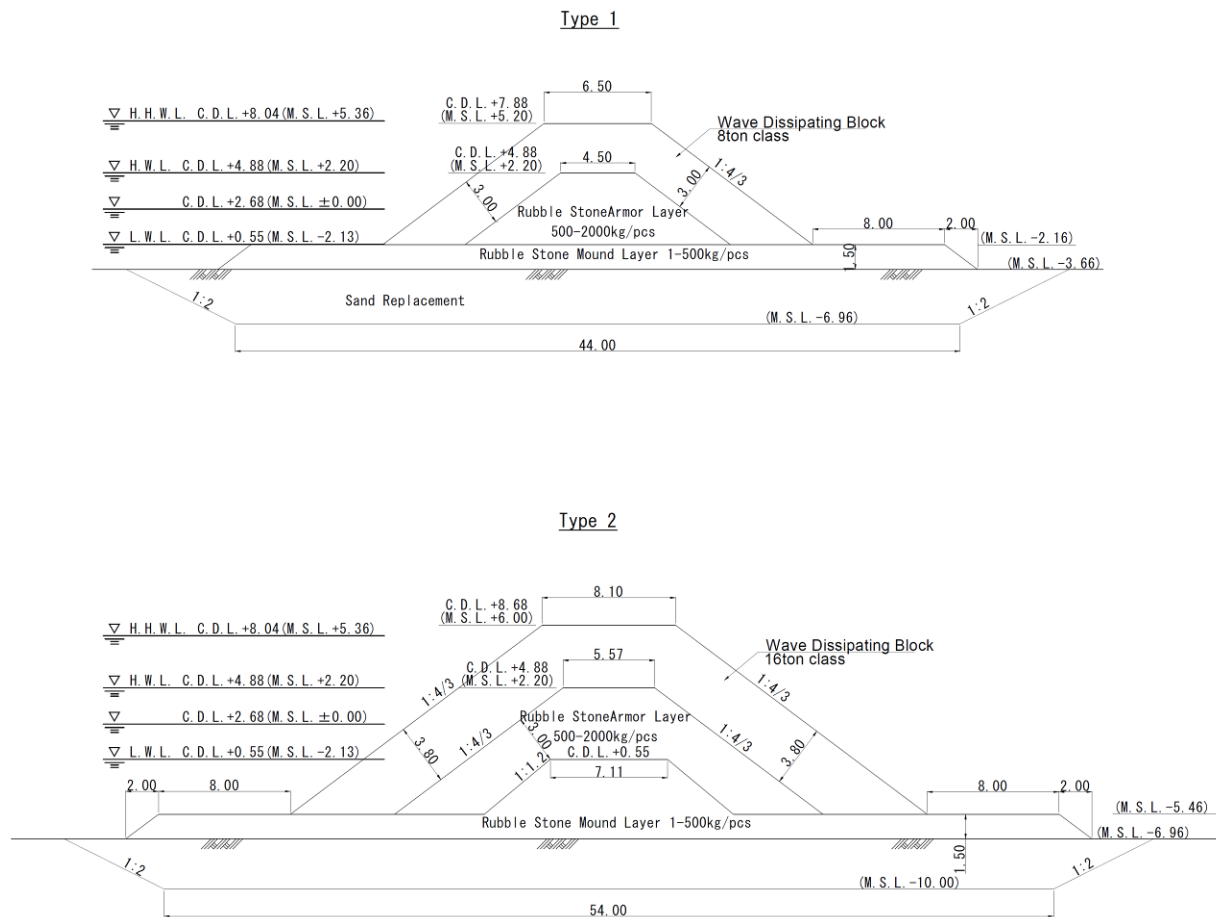 Type 1
6.50
C.D.L.+7.88
(M.S.L.+5.20)
H.H.W.L. C.D.L.+8.04(M.S.L.+5.36)
Wave Dissipating Block
8ton class
C.D.L.+4.88
(M.S.L.+2.20)
4.50
1:4/3
H.W.L. C.D.L.+4.88(M.S.L.+2.20)
3.00
3.00
C.D.L.+2.68(M.S.L.±0.00)
Rubble StoneArmor Layer
500-2000kg/pcs
8.00
2.00
L.W.L. C.D.L.+0.55(M.S.L.-2.13)
(M.S.L.-2.16)
Rubble Stone Mound Layer 1-500kg/pcs
1.50
(M.S.L.-3.66)
1:2
Sand Replacement
(M.S.L.-6.96)
1:2
44.00
Type 2
8.10
C.D.L.+8.68
(M.S.L.+6.00)
H.H.W.L. C.D.L.+8.04(M.S.L.+5.36)
Wave Dissipating Block
16ton class
5.57
C.D.L.+4.88
(M.S.L.+2.20)
1:4/3
1:4/3
H.W.L. C.D.L.+4.88(M.S.L.+2.20)
C.D.L.+2.68(M.S.L.±0.00)
Rubble StoneArmor Layer
500-2000kg/pcs
3.80
1:4/3
3.00
1:4/3
3.80
L.W.L. C.D.L.+0.55(M.S.L.-2.13)
C.D.L.+0.55
1:1.2
7.11
2.00
8.00
8.00
2.00
(M.S.L.-5.46)
Rubble Stone Mound Layer 1-500kg/pcs
(M.S.L.-6.96)
1.50
1:2
(M.S.L.-10.00)
1:2
54.00